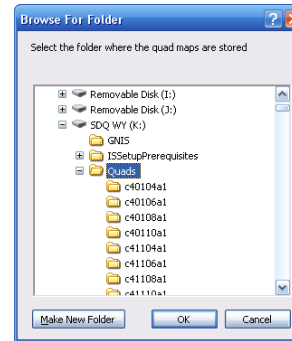 Browse For Folder
Select the folder where the quad maps are stored
Removable Disk (I:)
Removable Disk (J:)
SDQ WY (K:)
GNIS
ISSetupPrerequisites
Quads
c40104a1
c40106a1
c40108a1
c40110a1
c41104a1
c41106a1
c41108a1
c41110a1
Make New Folder
OK
Cancel